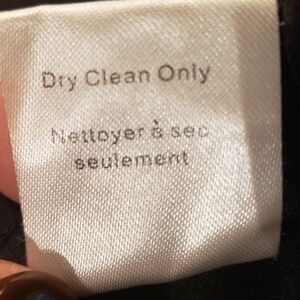 Dry Clean Only
Nettoyer à sec
seulement